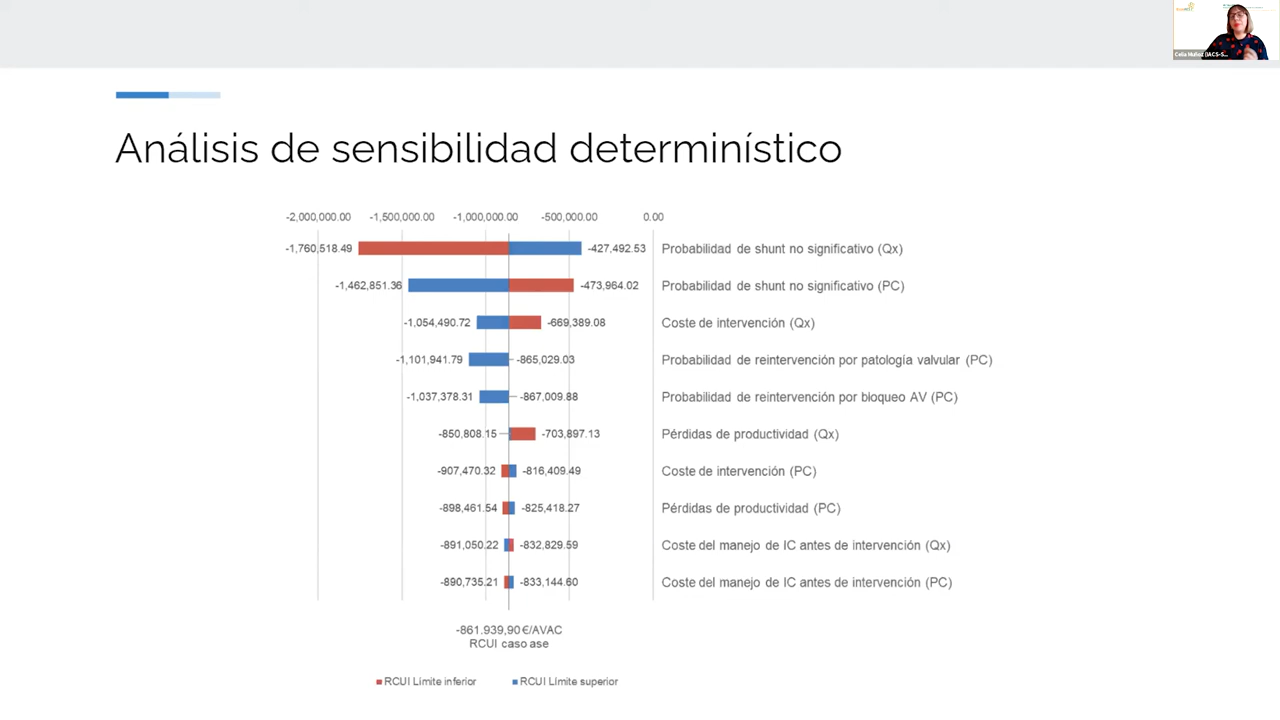 Celia Muñoz (IACS-S...
Análisis de sensibilidad determinístico
-2,000,000.00 -1,500,000.00 -1,000,000.00 -500,000.00 0.00
-1,760,518.49 -427,492.53 Probabilidad de shunt no significativo (Qx)
-1,462,851.36 -473,964.02 Probabilidad de shunt no significativo (PC)
-1,054,490.72 -669,389.08 Coste de intervención (Qx)
-1,101,941.79 -865,029.03 Probabilidad de reintervención por patología valvular (PC)
-1,037,378.31 -867,009.88 Probabilidad de reintervención por bloqueo AV (PC)
-850,808.15 -703,897.13 Pérdidas de productividad (Qx)
-907,470.32 -816,409.49 Coste de intervención (PC)
-898,461.54 -825,418.27 Pérdidas de productividad (PC)
-891,050.22 -832,829.59 Coste del manejo de IC antes de intervención (Qx)
-890,735.21 -833,144.60 Coste del manejo de IC antes de intervención (PC)
-861.939,90 €/AVAC
RCUI caso ase
RCUI Límite inferior RCUI Límite superior